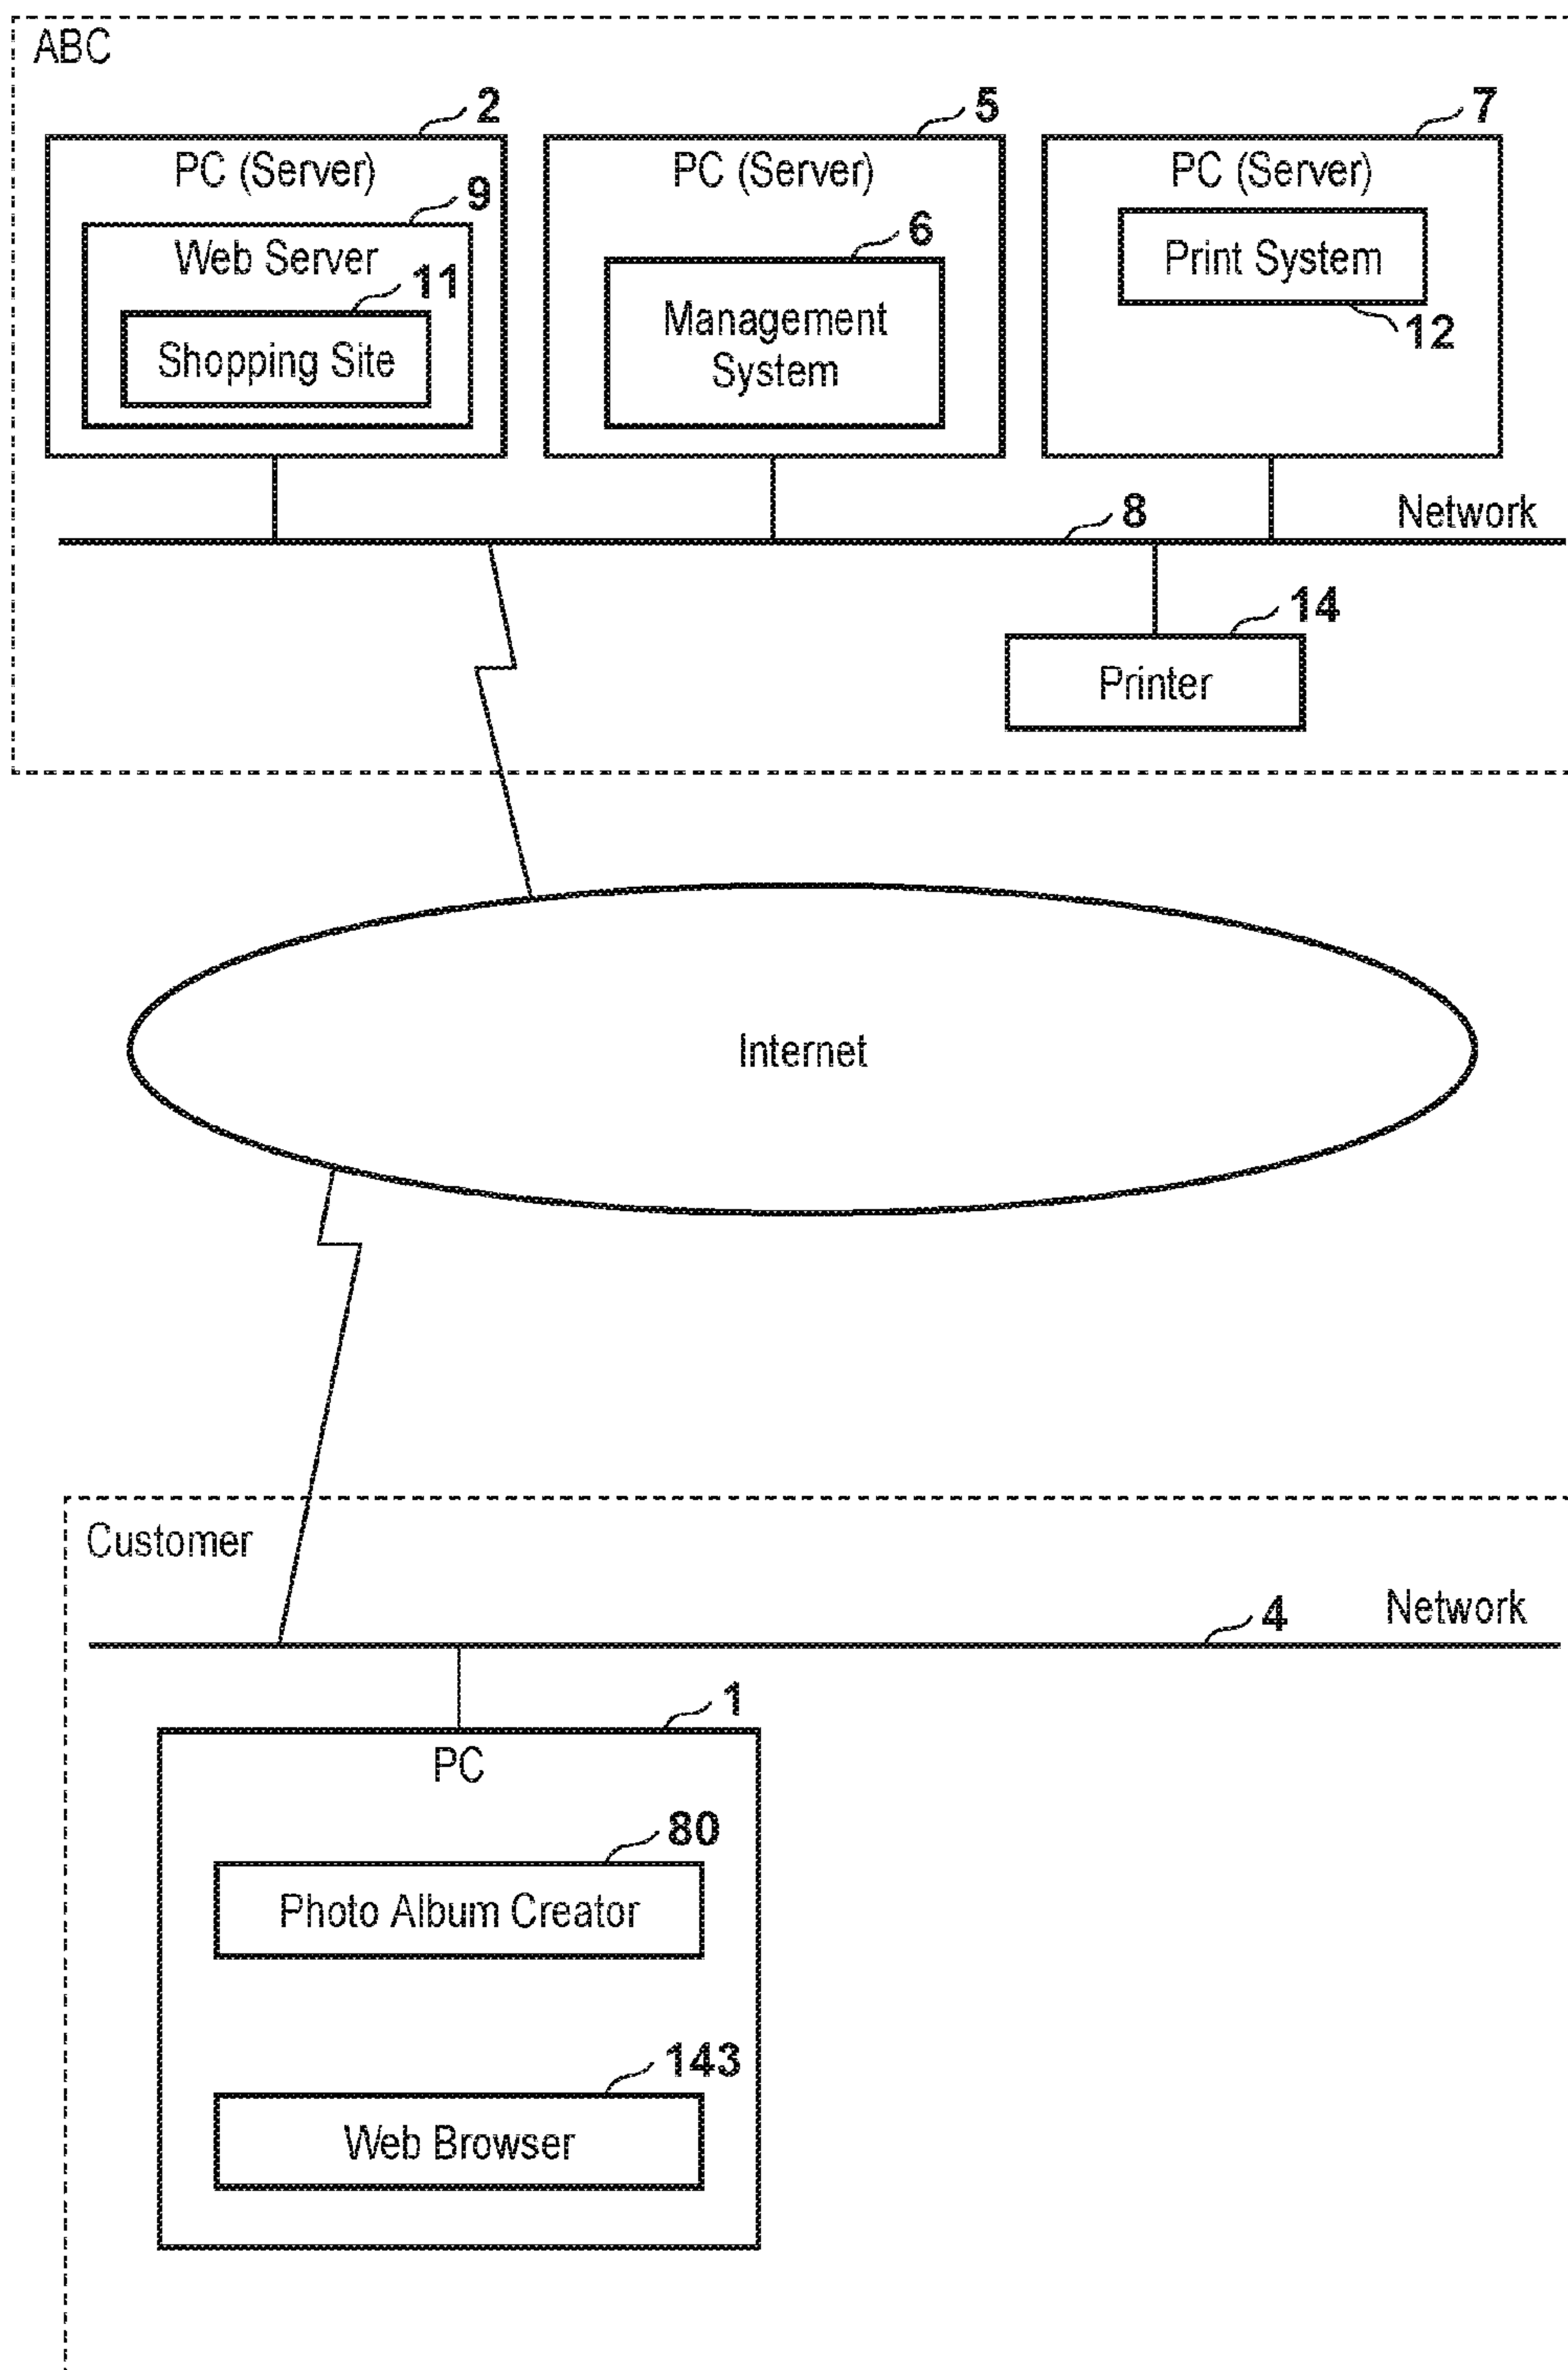 ABC
2
5
7
PC (Server)
PC (Server)
PC (Server)
9
6
Web Server
Print System
11
12
Shopping Site
Management
System
8
Network
14
Printer
Internet
Customer
4
Network
1
PC
80
Photo Album Creator
143
Web Browser